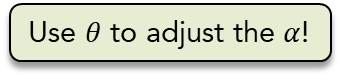 Use 𝜃 to adjust the 𝛼!